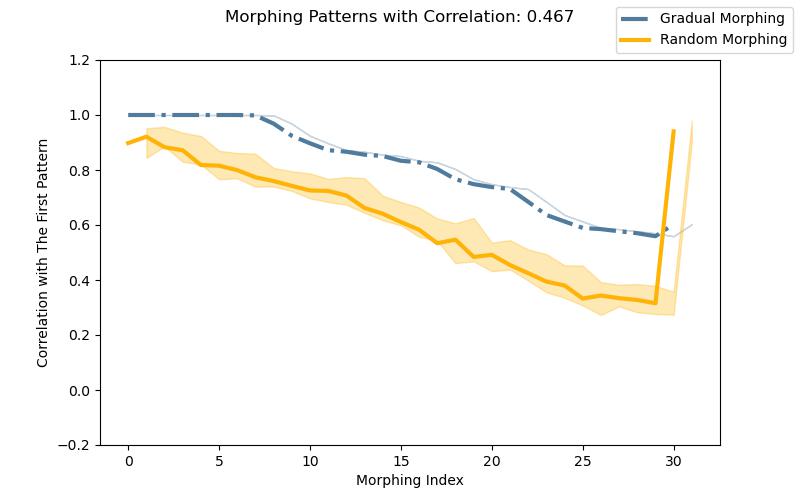 Morphing Patterns with Correlation: 0.467
Gradual Morphing
Random Morphing
1.2
1.0
0.8
0.6
0.4
0.2
0.0
−0.2
Correlation with The First Pattern
0 5 10 15 20 25 30
Morphing Index